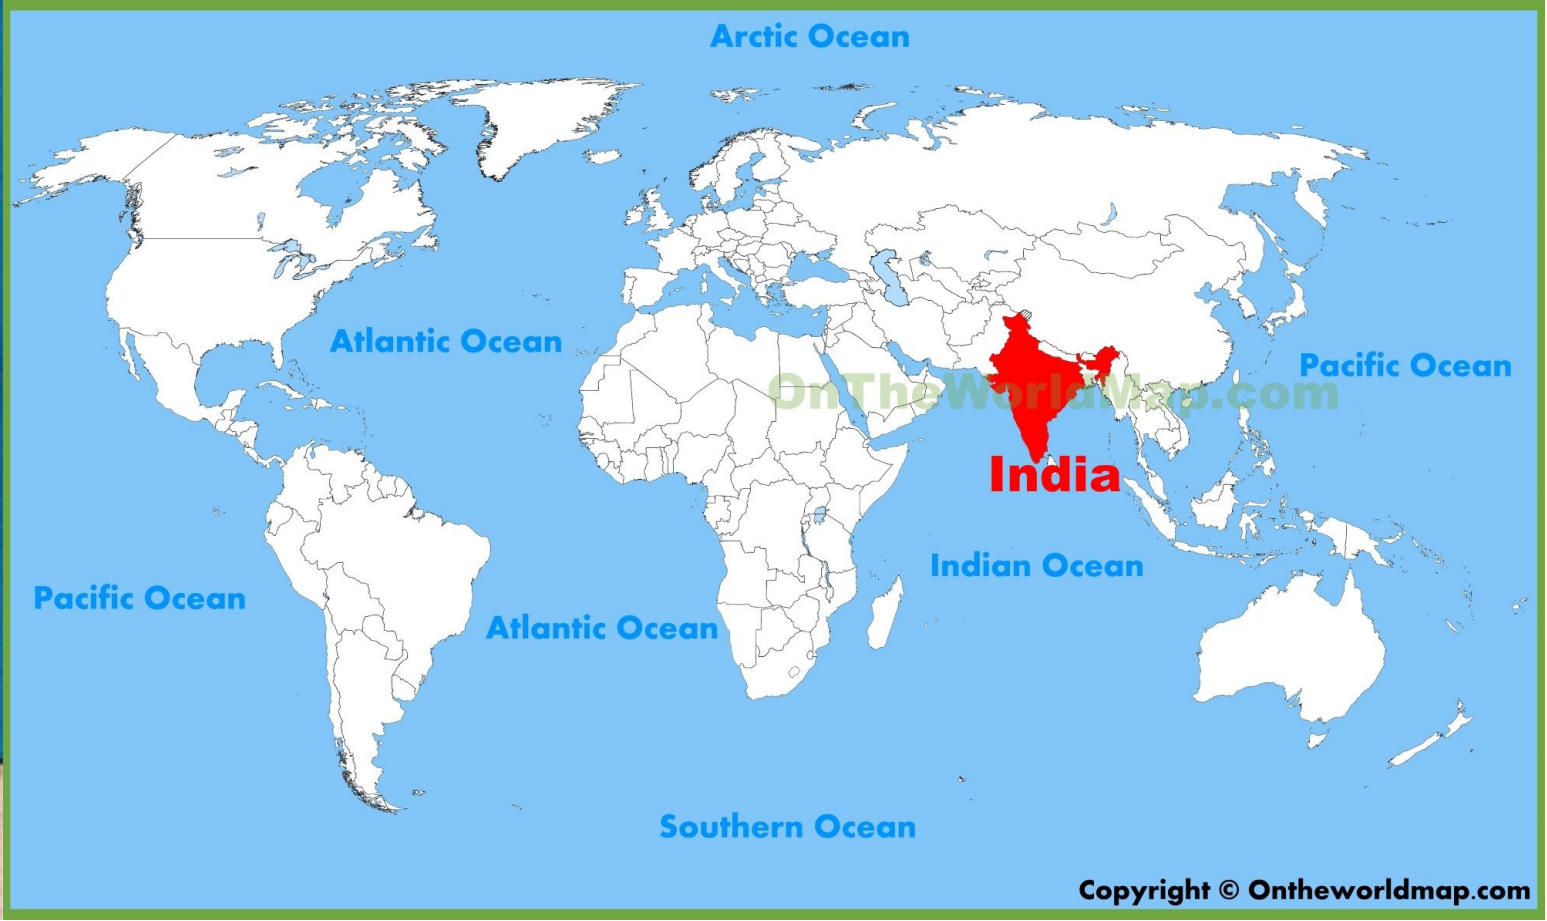 Arctic Ocean
Atlantic Ocean
Pacific Ocean
OnTheWorldMap.com
India
Indian Ocean
Pacific Ocean
Atlantic Ocean
Southern Ocean
Copyright © Ontheworldmap.com